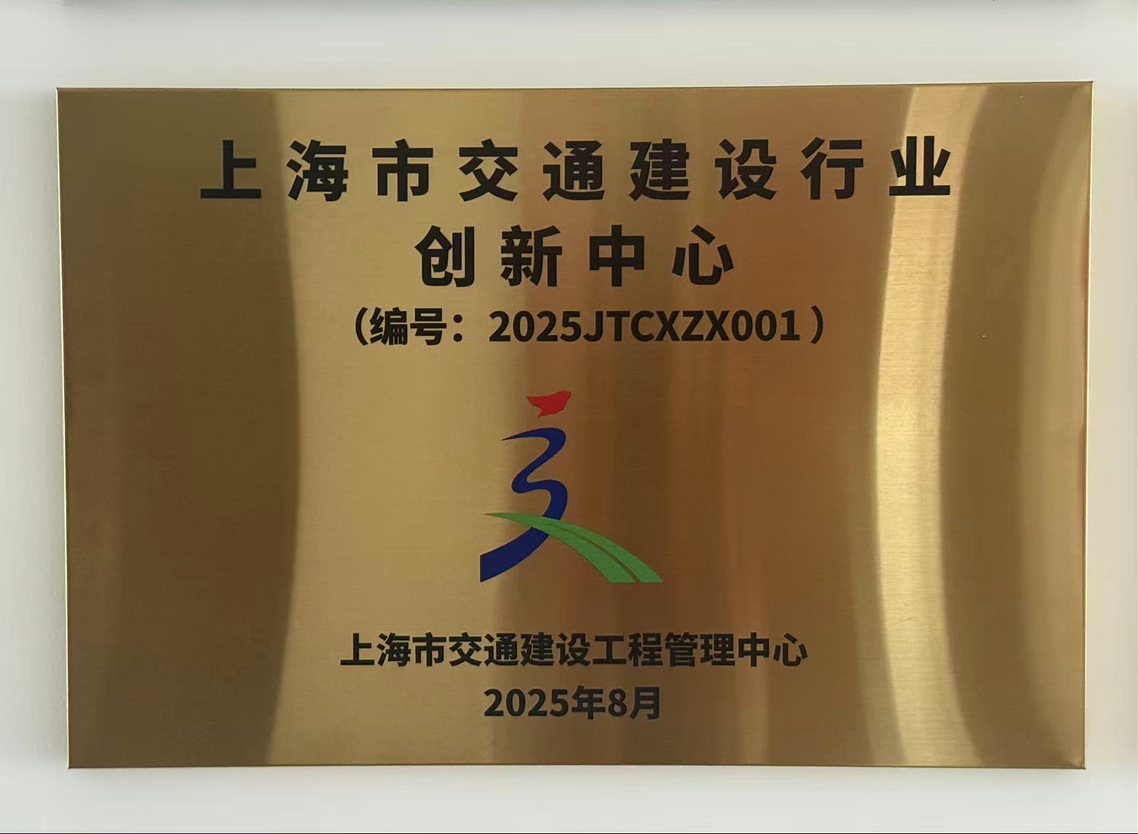 上海市交通建设行业
创新中心
（编号：2025JTCXZX001）
上海市交通建设工程管理中心
2025年8月